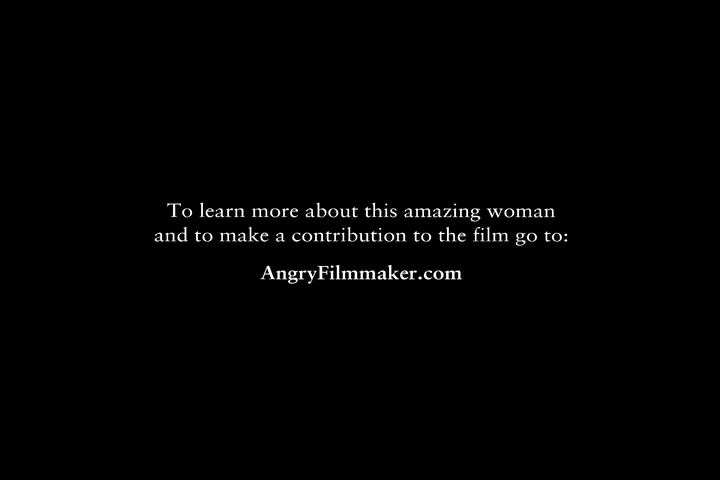 To learn more about this amazing woman
and to make a contribution to the film go to:
AngryFilmmaker.com